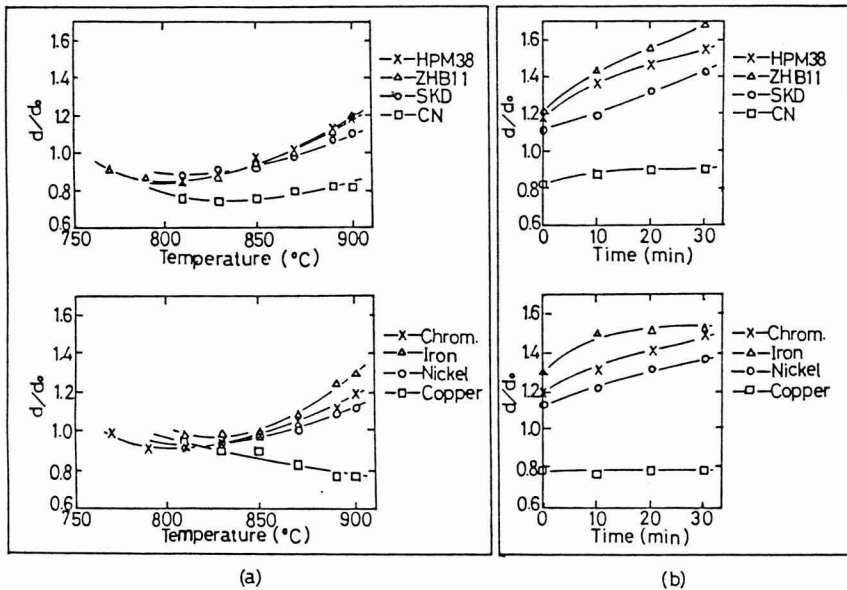 d/d₀
1.6
1.4
1.2
1.0
0.8
0.6
750
800
850
900
Temperature (°C)
HPM38
ZHB11
SKD
CN
d/d₀
1.6
1.4
1.2
1.0
0.8
0.6
0
10
20
30
Time (min)
HPM38
ZHB11
SKD
CN
d/d₀
1.6
1.4
1.2
1.0
0.8
0.6
750
800
850
900
Temperature (°C)
Chrom.
Iron
Nickel
Copper
d/d₀
1.6
1.4
1.2
1.0
0.8
0.6
0
10
20
30
Time (min)
Chrom.
Iron
Nickel
Copper
(a)
(b)